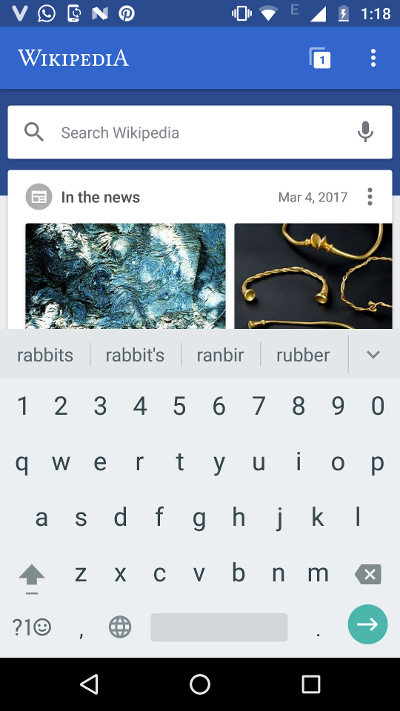 E 1:18
WIKIPEDIA 1
Search Wikipedia
In the news Mar 4, 2017
rabbits rabbit's ranbir rubber
1 2 3 4 5 6 7 8 9 0
q w e r t y u i o p
a s d f g h j k l
z x c v b n m
?1☺ , .